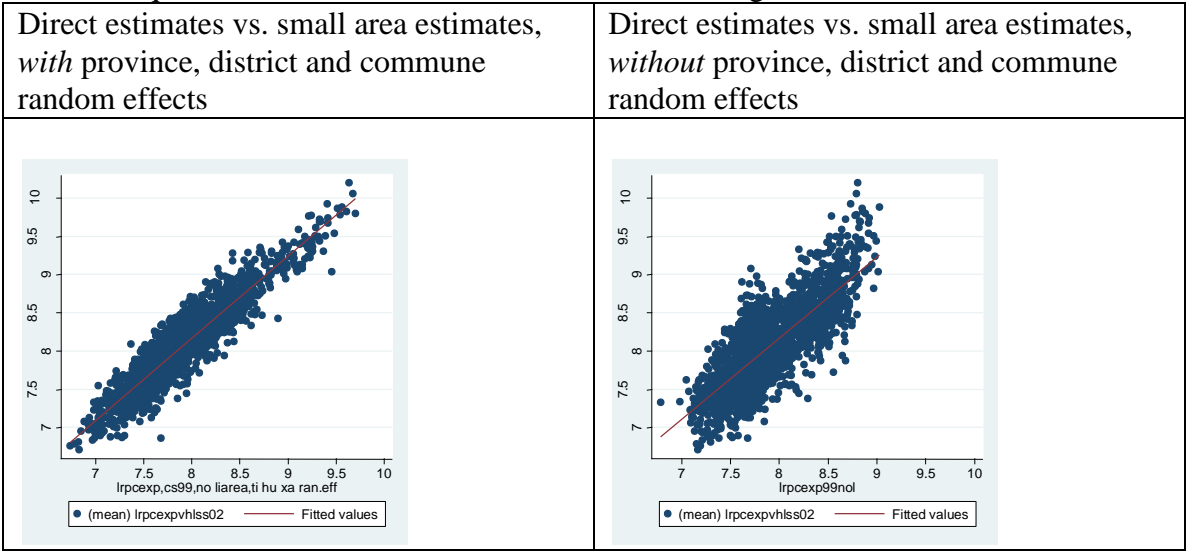 Direct estimates vs. small area estimates,
with province, district and commune
random effects
Direct estimates vs. small area estimates,
without province, district and commune
random effects
10
9.5
9
8.5
8
7.5
7
7 7.5 8 8.5 9 9.5 10
lrpcexp,cs99,no liarea,ti hu xa ran.eff
(mean) lrpcexpvhlss02 Fitted values
10
9.5
9
8.5
8
7.5
7
7 7.5 8 8.5 9 9.5 10
lrpcexp99nol
(mean) lrpcexpvhlss02 Fitted values